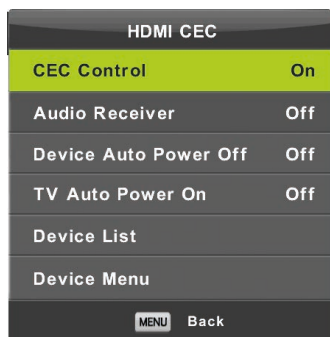 HDMI CEC
CEC Control On
Audio Receiver Off
Device Auto Power Off Off
TV Auto Power On Off
Device List
Device Menu
MENU Back